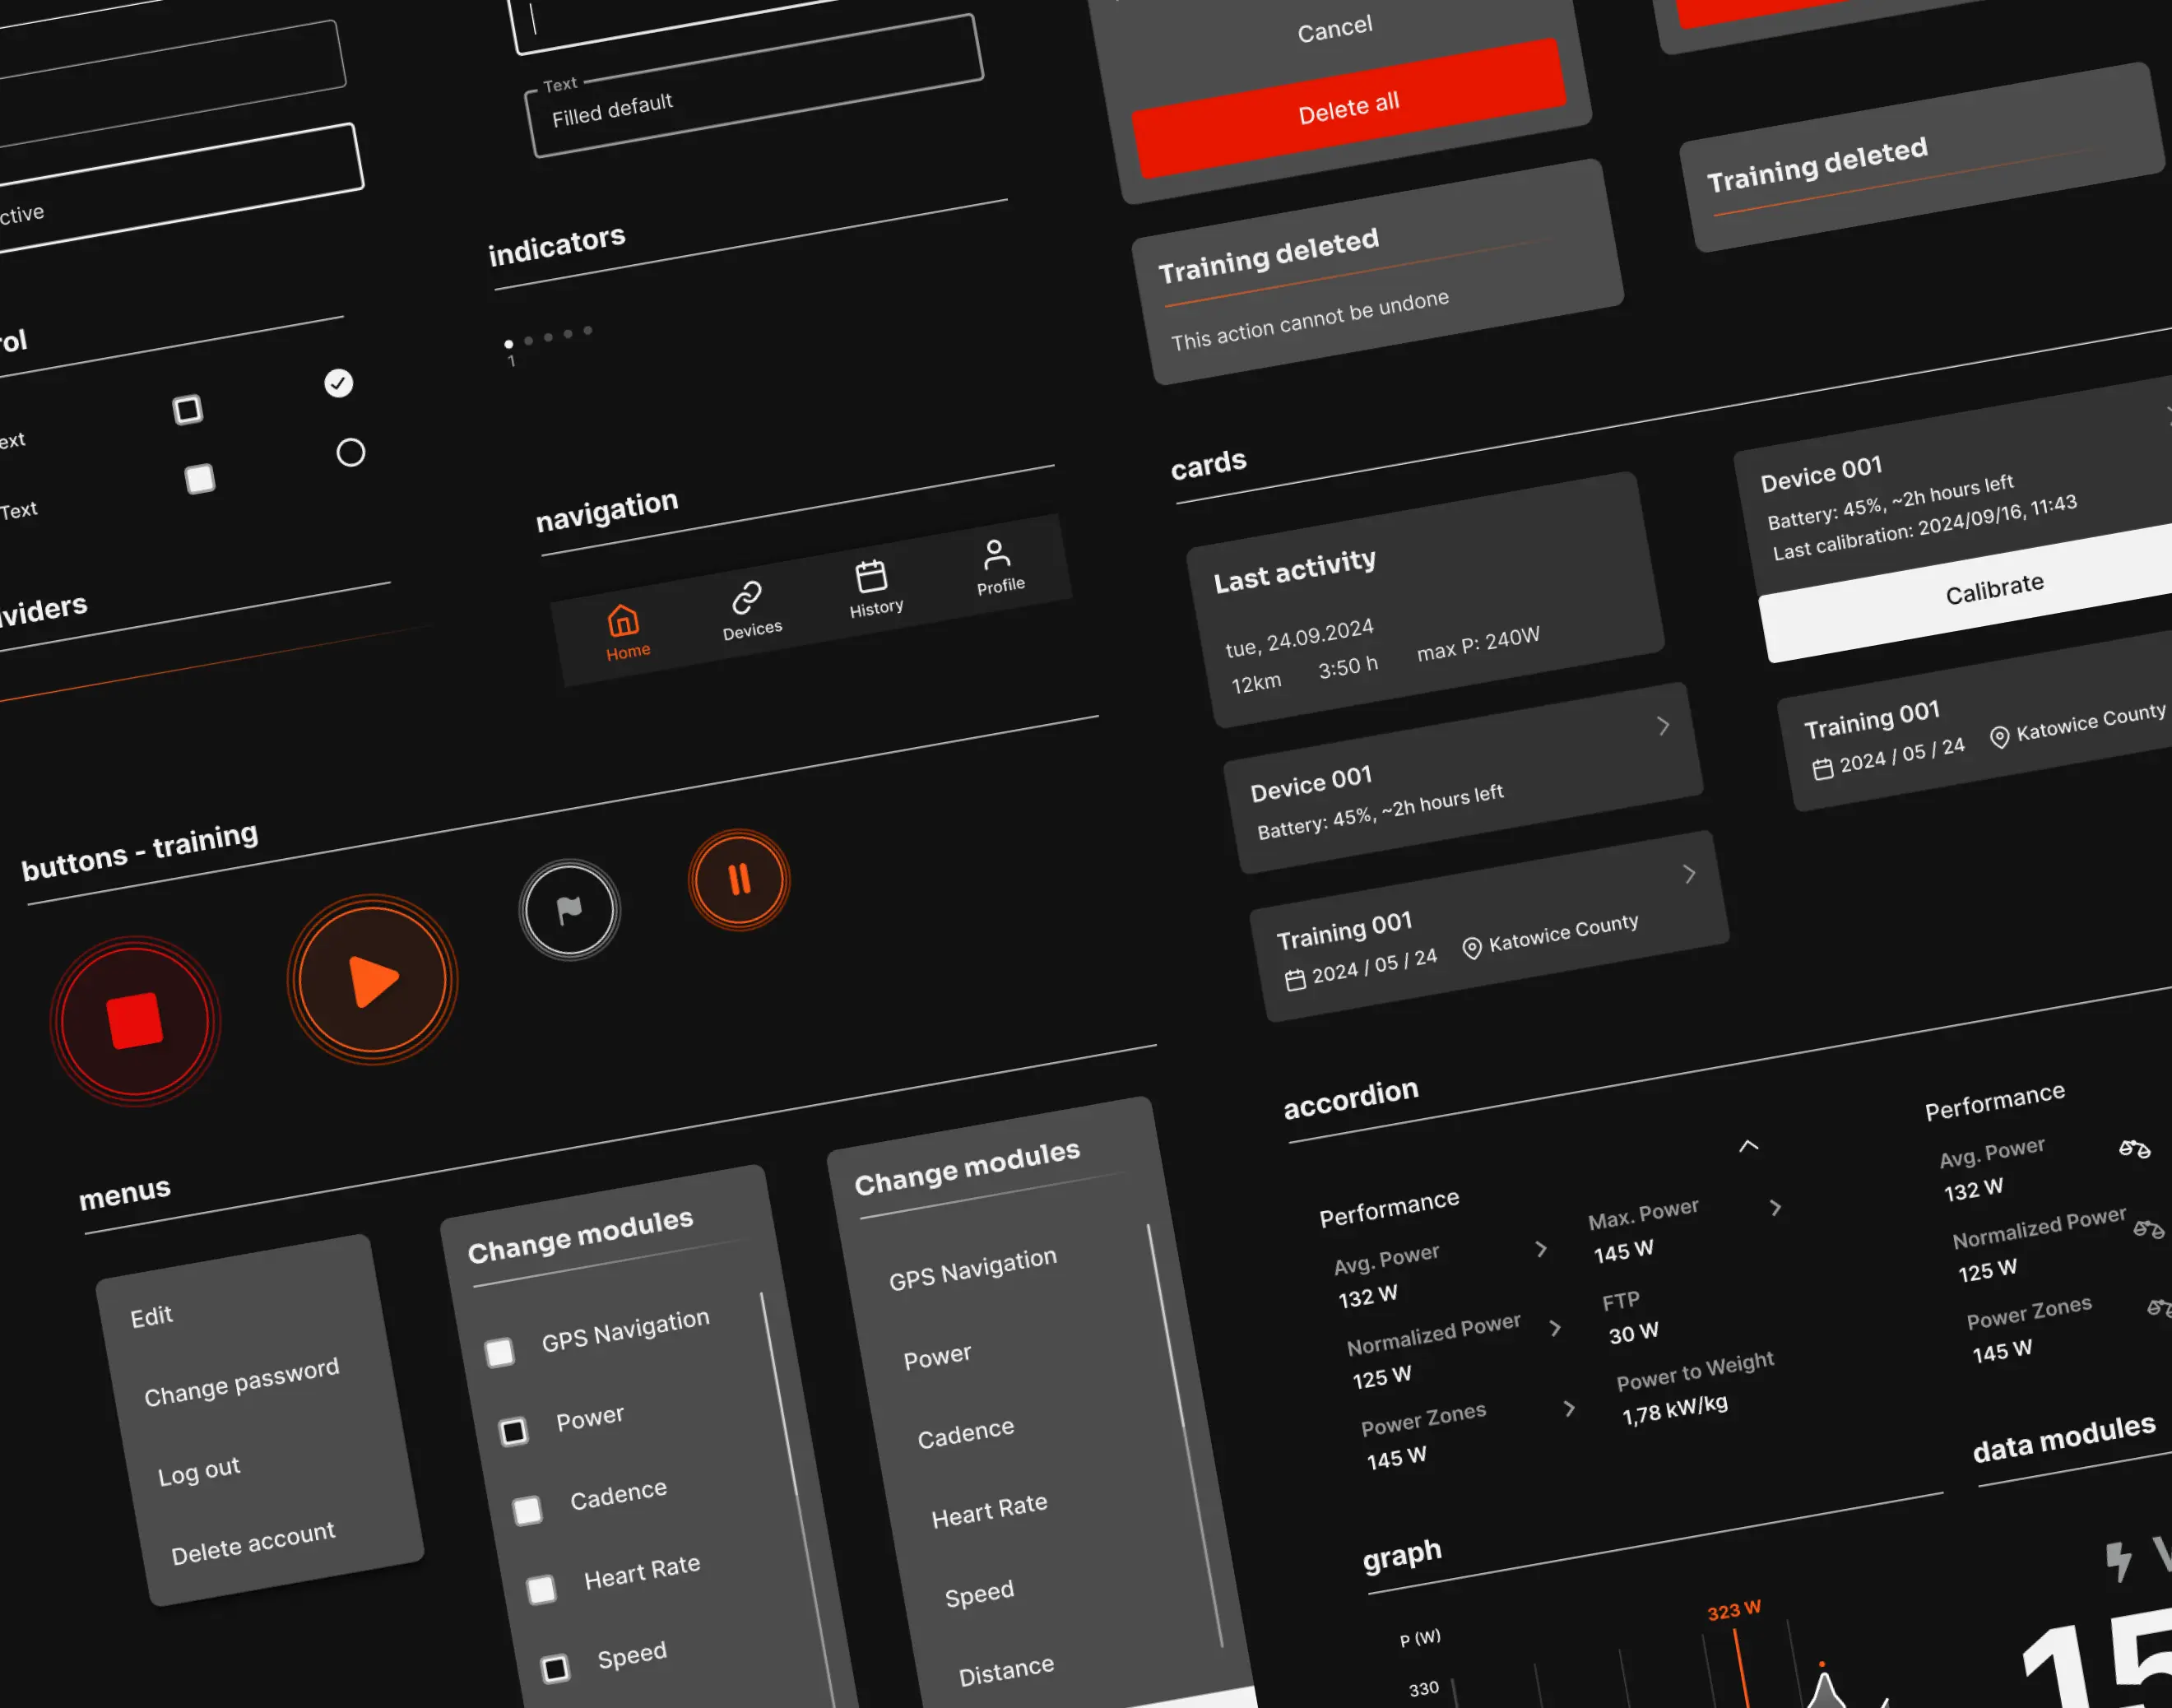 ctive
rol
ext
Text
viders
Text
Filled default
indicators
1
navigation
Home
Devices
History
Profile
buttons - training
menus
Edit
Change password
Log out
Delete account
Change modules
GPS Navigation
Power
Cadence
Heart Rate
Speed
Change modules
GPS Navigation
Power
Cadence
Heart Rate
Speed
Distance
Cancel
Delete all
Training deleted
This action cannot be undone
Training deleted
cards
Last activity
tue, 24.09.2024
12km 3:50 h max P: 240W
Device 001
Battery: 45%, ~2h hours left
Training 001
2024 / 05 / 24 Katowice County
Device 001
Battery: 45%, ~2h hours left
Last calibration: 2024/09/16, 11:43
Calibrate
Training 001
2024 / 05 / 24 Katowice County
accordion
Performance
Avg. Power
132 W
Normalized Power
125 W
Power Zones
145 W
Max. Power
145 W
FTP
30 W
Power to Weight
1,78 kW/kg
Performance
Avg. Power
132 W
Normalized Power
125 W
Power Zones
145 W
graph
323 W
P (W)
330
data modules
15